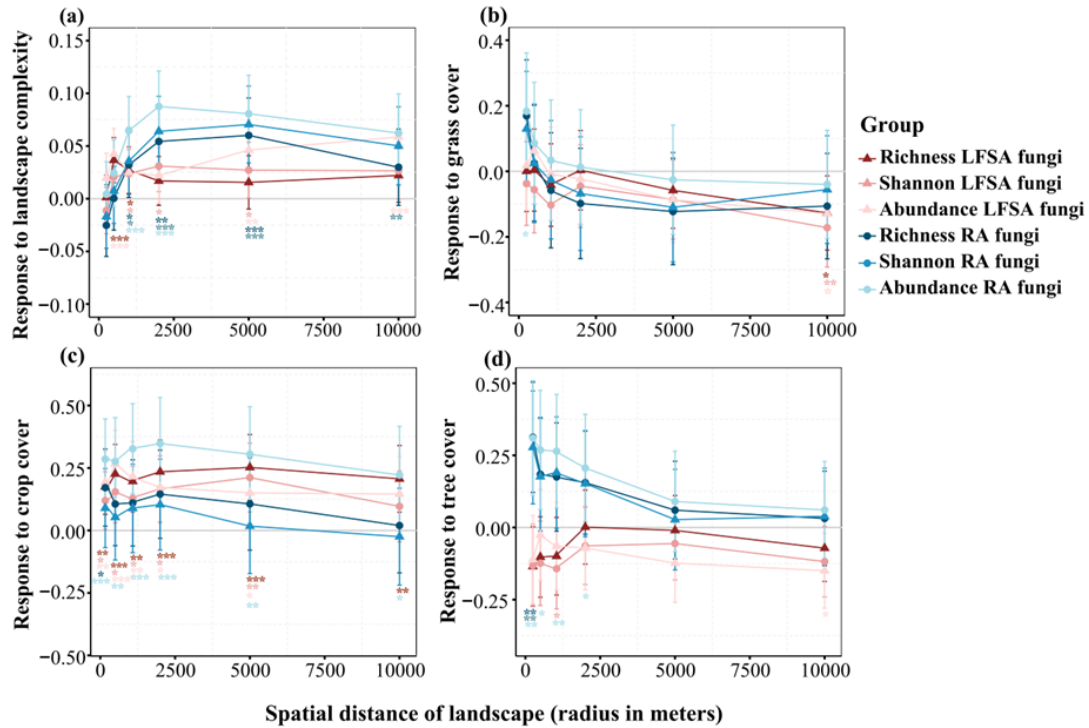 (a)
(b)
0.15
0.10
0.05
0.00
−0.05
−0.10
Response to landscape complexity
0 2500 5000 7500 10000
0.4
0.2
0.0
−0.2
−0.4
Response to grass cover
0 2500 5000 7500 10000
Group
Richness LFSA fungi
Shannon LFSA fungi
Abundance LFSA fungi
Richness RA fungi
Shannon RA fungi
Abundance RA fungi
(c)
(d)
0.50
0.25
0.00
−0.25
−0.50
Response to crop cover
0 2500 5000 7500 10000
0.50
0.25
0.00
−0.25
Response to tree cover
0 2500 5000 7500 10000
Spatial distance of landscape (radius in meters)